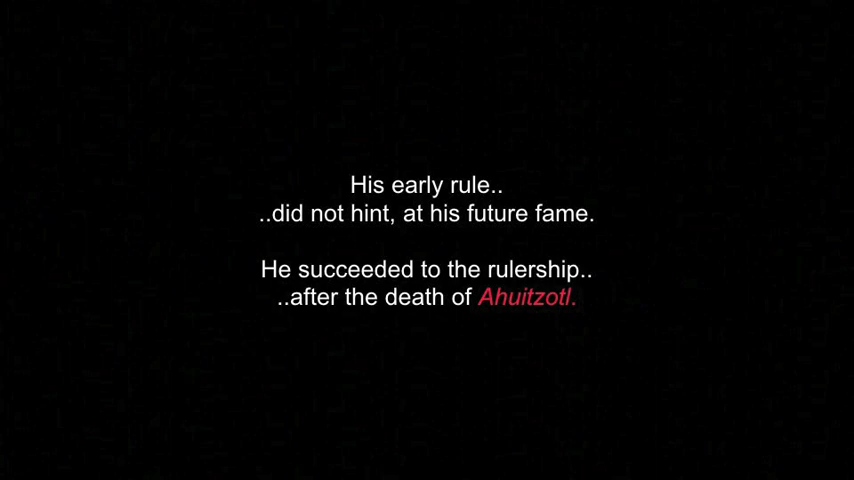 His early rule..
..did not hint, at his future fame.
He succeeded to the rulership..
..after the death of Ahuitzotl.